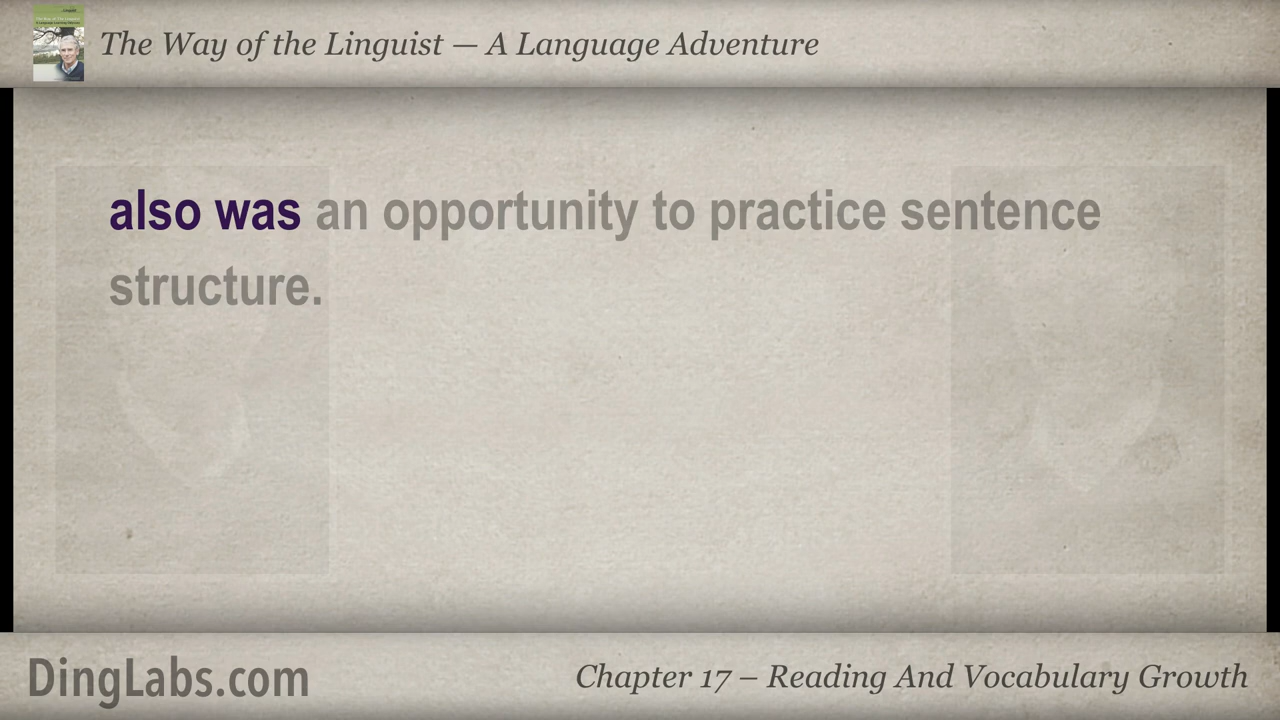 The Way of the Linguist — A Language Adventure
also was an opportunity to practice sentence
structure.
DingLabs.com
Chapter 17 – Reading And Vocabulary Growth